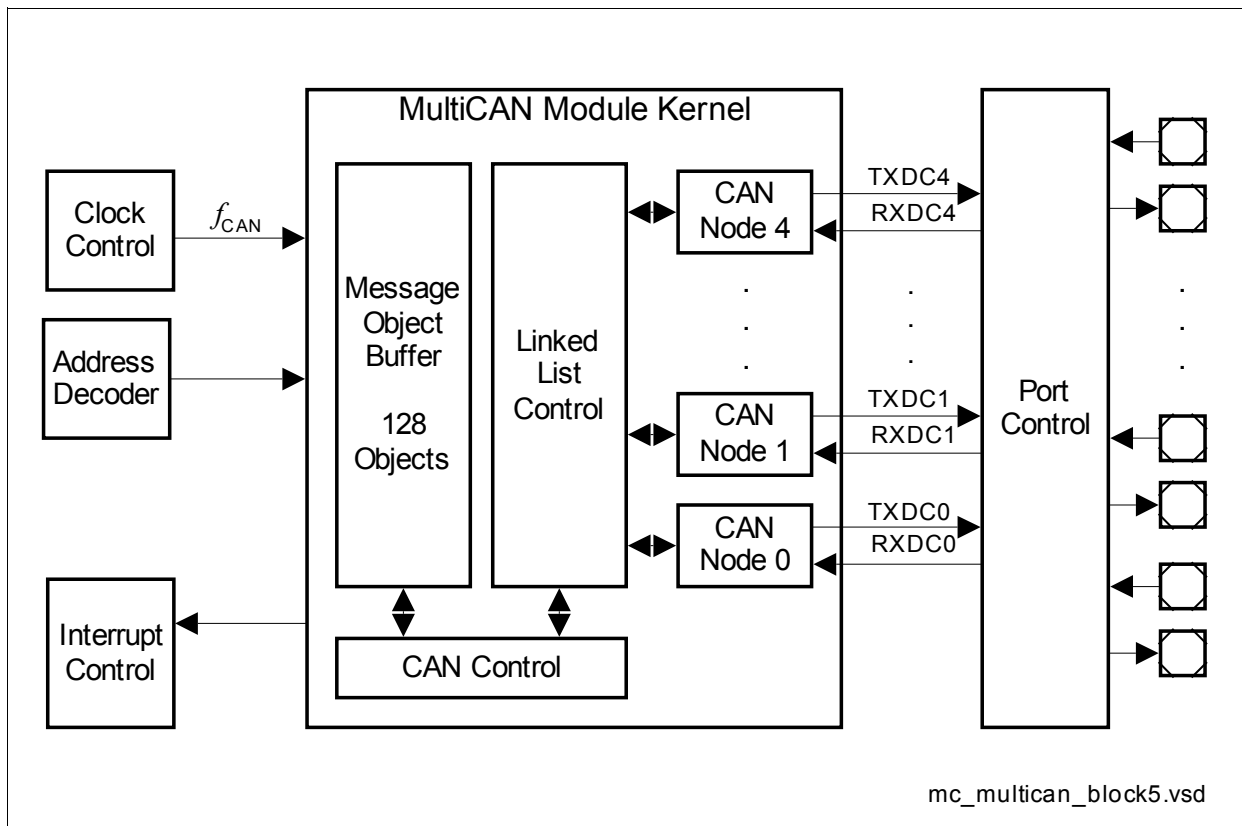 MultiCAN Module Kernel
Clock
Control
fCAN
Address
Decoder
Interrupt
Control
Message
Object
Buffer
128
Objects
Linked
List
Control
CAN Control
CAN
Node 4
CAN
Node 1
CAN
Node 0
TXDC4
RXDC4
TXDC1
RXDC1
TXDC0
RXDC0
Port
Control
mc_multican_block5.vsd